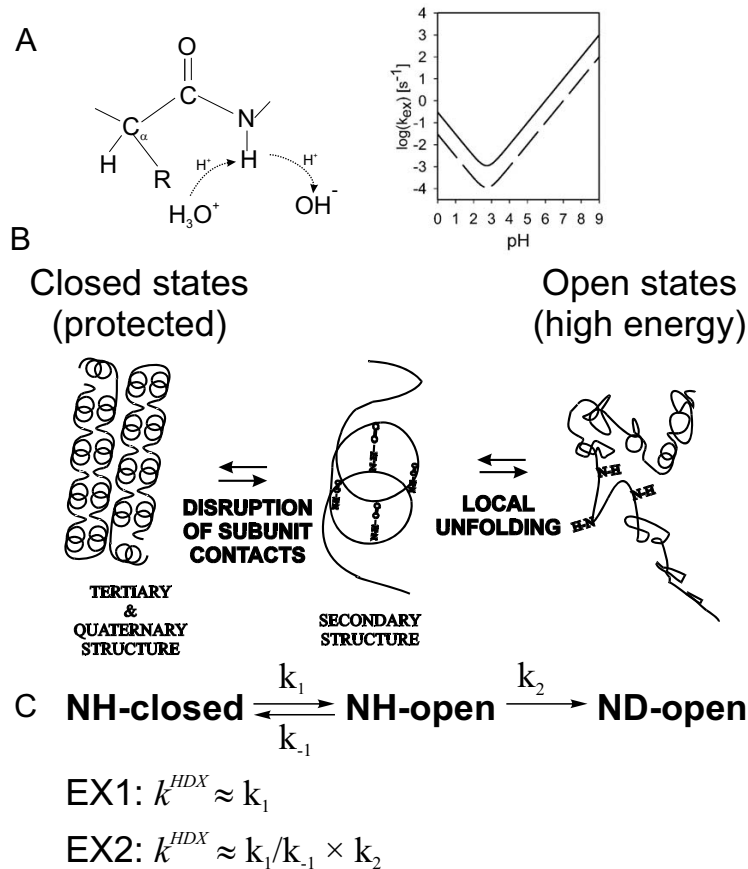 A
O
C
N
Cα
H
H
R
H⁺
H⁺
H₃O⁺
OH⁻
log(kex) [s⁻¹]
4
3
2
1
0
-1
-2
-3
-4
0 1 2 3 4 5 6 7 8 9
pH
B
Closed states
(protected)
Open states
(high energy)
DISRUPTION
OF SUBUNIT
CONTACTS
LOCAL
UNFOLDING
N-H
N-H
H-N
TERTIARY
&
QUATERNARY
STRUCTURE
SECONDARY
STRUCTURE
C
NH-closed k₁ k₋₁ NH-open k₂ ND-open
EX1: k^HDX ≈ k₁
EX2: k^HDX ≈ k₁/k₋₁ × k₂